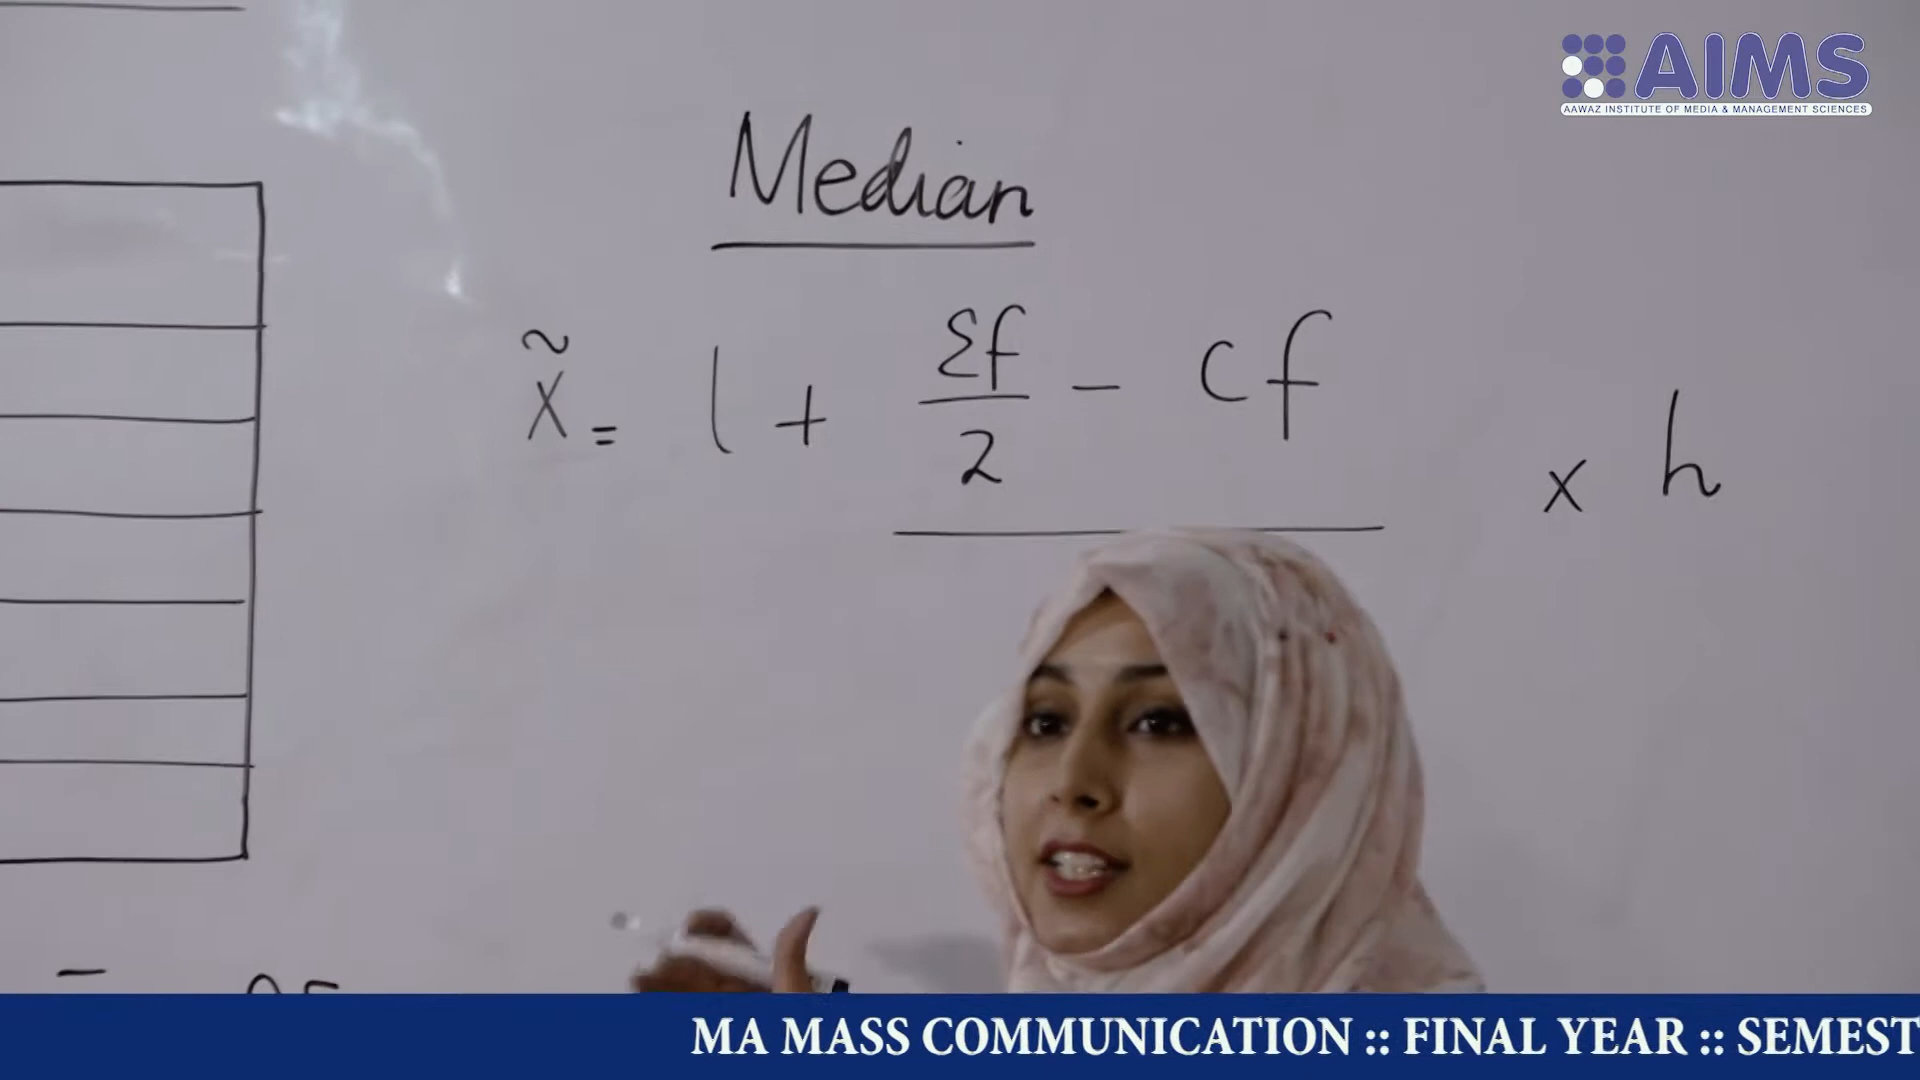 AIMS
AAWAZ INSTITUTE OF MEDIA & MANAGEMENT SCIENCES
Median
x̃ = l + Σf/2 - cf × h
MA MASS COMMUNICATION :: FINAL YEAR :: SEMEST